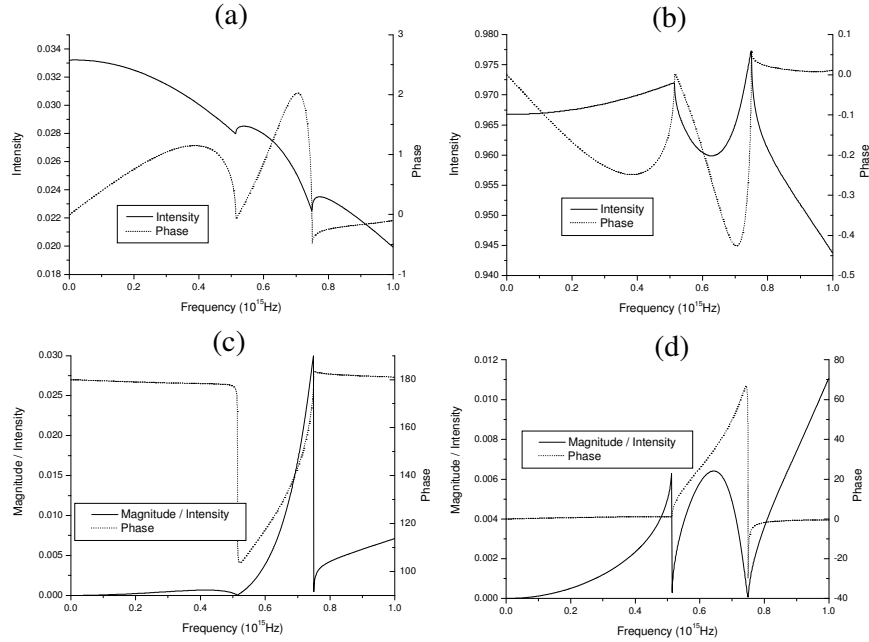 (a)
0.034
0.032
0.030
0.028
0.026
0.024
0.022
0.020
0.018
Intensity
3
2
1
0
-1
Phase
Intensity
Phase
0.0 0.2 0.4 0.6 0.8 1.0
Frequency (10^15Hz)
(b)
0.980
0.975
0.970
0.965
0.960
0.955
0.950
0.945
0.940
Intensity
0.1
0.0
-0.1
-0.2
-0.3
-0.4
-0.5
Phase
Intensity
Phase
0.0 0.2 0.4 0.6 0.8 1.0
Frequency (10^15Hz)
(c)
0.030
0.025
0.020
0.015
0.010
0.005
0.000
Magnitude / Intensity
180
160
140
120
100
Phase
Magnitude / Intensity
Phase
0.0 0.2 0.4 0.6 0.8 1.0
Frequency (10^15Hz)
(d)
0.012
0.010
0.008
0.006
0.004
0.002
0.000
Magnitude / Intensity
80
60
40
20
0
-20
-40
Phase
Magnitude / Intensity
Phase
0.0 0.2 0.4 0.6 0.8 1.0
Frequency (10^15Hz)